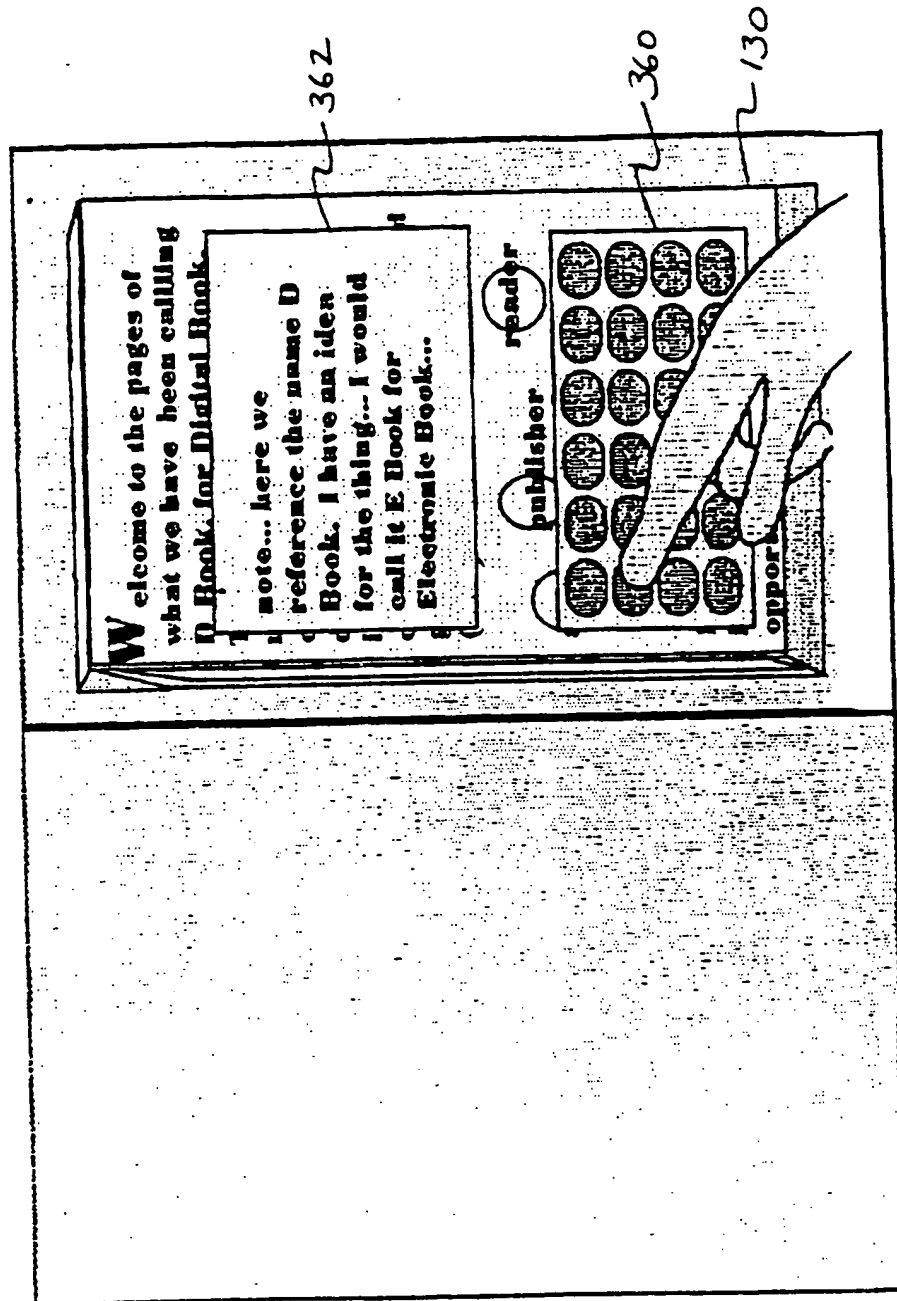 Welcome to the pages of
what we have been callling
D Book, for Digital Book.
note... here we
reference the name D
Book. I have an idea
for the thing... I would
call it E Book for
Electronic Book...
publisher
reader
opport
362
360
130